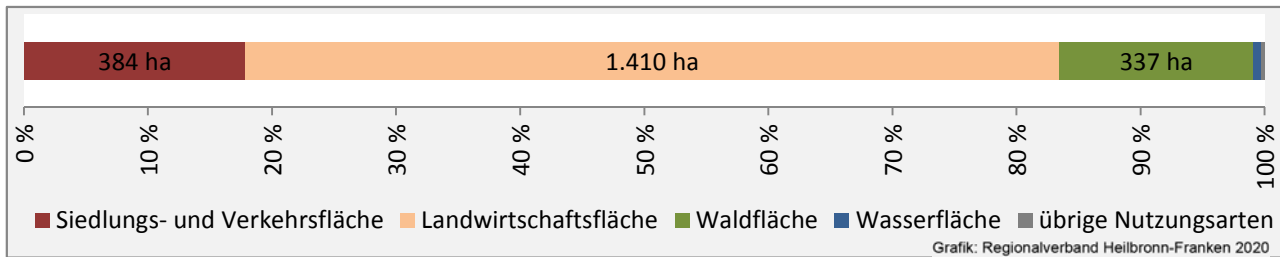 384 ha 1.410 ha 337 ha
0 % 10 % 20 % 30 % 40 % 50 % 60 % 70 % 80 % 90 % 100 %
Siedlungs- und Verkehrsfläche Landwirtschaftsfläche Waldfläche Wasserfläche übrige Nutzungsarten
Grafik: Regionalverband Heilbronn-Franken 2020